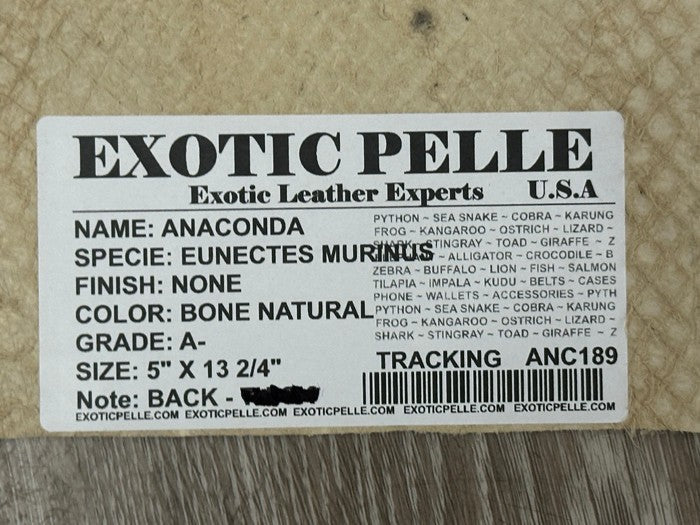 EXOTIC PELLE
Exotic Leather Experts U.S.A
NAME: ANACONDA
SPECIE: EUNECTES MURINUS
FINISH: NONE
COLOR: BONE NATURAL
GRADE: A-
SIZE: 5" X 13 2/4"
Note: BACK -
PYTHON ~ SEA SNAKE ~ COBRA ~ KARUNG
FROG ~ KANGAROO ~ OSTRICH ~ LIZARD ~
SHARK ~ STINGRAY ~ TOAD ~ GIRAFFE ~ Z
~ ALLIGATOR ~ CROCODILE ~ B
ZEBRA ~ BUFFALO ~ LION ~ FISH ~ SALMON
TILAPIA ~ IMPALA ~ KUDU ~ BELTS ~ CASES
PHONE ~ WALLETS ~ ACCESSORIES ~ PYTH
PYTHON ~ SEA SNAKE ~ COBRA ~ KARUNG
FROG ~ KANGAROO ~ OSTRICH ~ LIZARD ~
SHARK ~ STINGRAY ~ TOAD ~ GIRAFFE ~ Z
TRACKING ANC189
EXOTICPELLE.COM EXOTICPELLE.COM EXOTICPELLE.COM EXOTICPELLE.COM EXOTICPELLE.COM